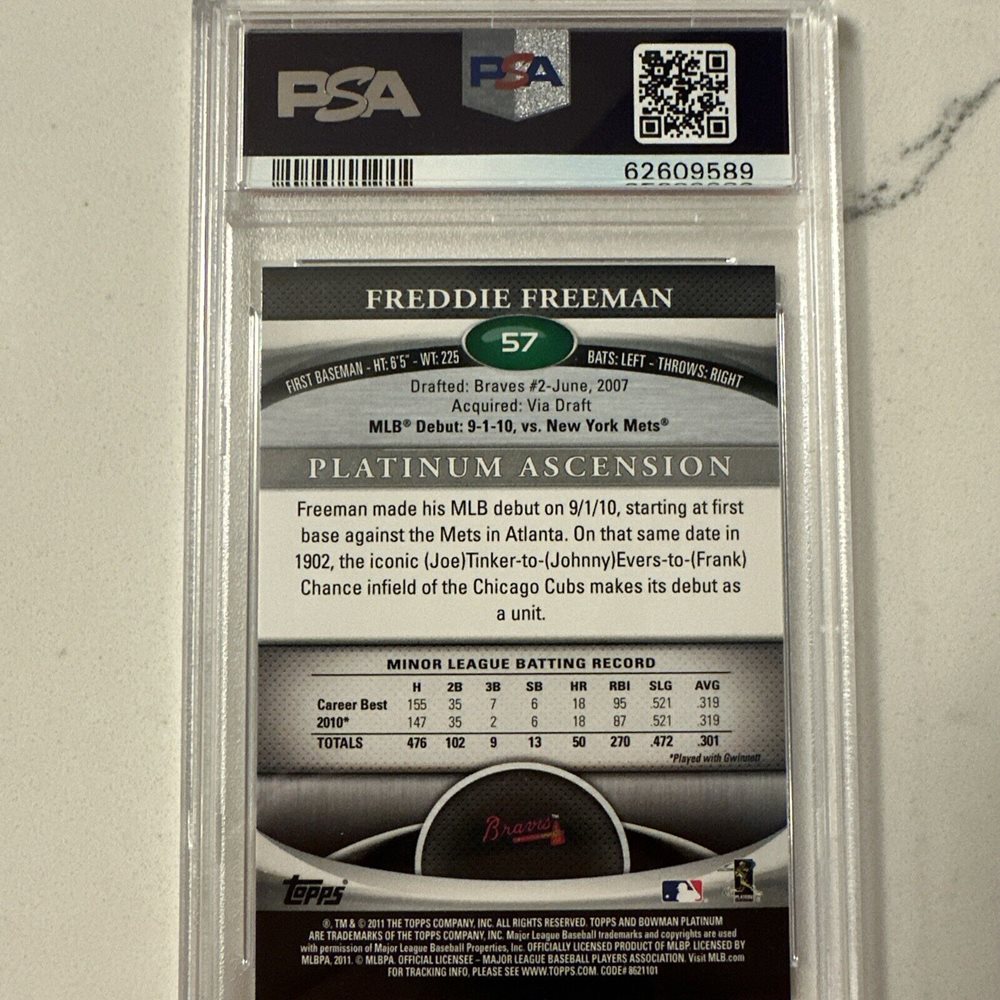 PSA PSA
62609589
FREDDIE FREEMAN
57
FIRST BASEMAN - HT: 6'5" - WT: 225 BATS: LEFT - THROWS: RIGHT
Drafted: Braves #2-June, 2007
Acquired: Via Draft
MLB® Debut: 9-1-10, vs. New York Mets®
PLATINUM ASCENSION
Freeman made his MLB debut on 9/1/10, starting at first
base against the Mets in Atlanta. On that same date in
1902, the iconic (Joe)Tinker-to-(Johnny)Evers-to-(Frank)
Chance infield of the Chicago Cubs makes its debut as
a unit.
MINOR LEAGUE BATTING RECORD
H 2B 3B SB HR RBI SLG AVG
Career Best 155 35 7 6 18 95 .521 .319
2010* 147 35 2 6 18 87 .521 .319
TOTALS 476 102 9 13 50 270 .472 .301
*Played with Gwinnett
Braves™
Topps®
®, TM & © 2011 THE TOPPS COMPANY, INC. ALL RIGHTS RESERVED. TOPPS AND BOWMAN PLATINUM
ARE TRADEMARKS OF THE TOPPS COMPANY, INC. Major League Baseball trademarks and copyrights are used
with permission of Major League Baseball Properties, Inc. OFFICIALLY LICENSED PRODUCT OF MLBP. LICENSED BY
MLBPA, 2011. © MLBPA. OFFICIAL LICENSEE - MAJOR LEAGUE BASEBALL PLAYERS ASSOCIATION. Visit MLB.com
FOR TRACKING INFO, PLEASE SEE WWW.TOPPS.COM. CODE# 8621101